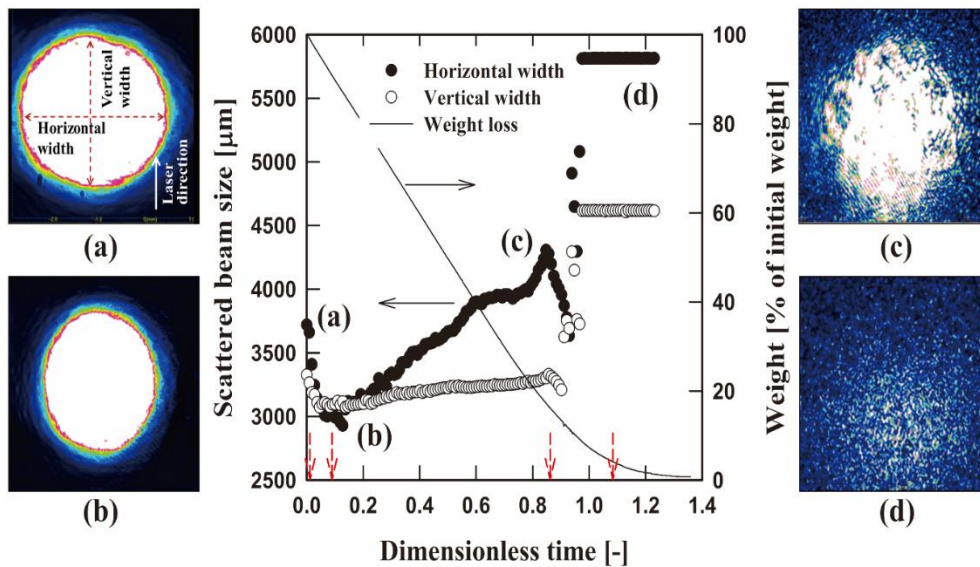 Vertical
width
Horizontal
width
Laser
direction
(a)
(b)
6000
5500
5000
4500
4000
3500
3000
2500
Scattered beam size [μm]
Horizontal width
Vertical width
Weight loss
(d)
(c)
(a)
(b)
0.0
0.2
0.4
0.6
0.8
1.0
1.2
1.4
Dimensionless time [-]
100
80
60
40
20
0
Weight [% of initial weight]
(c)
(d)